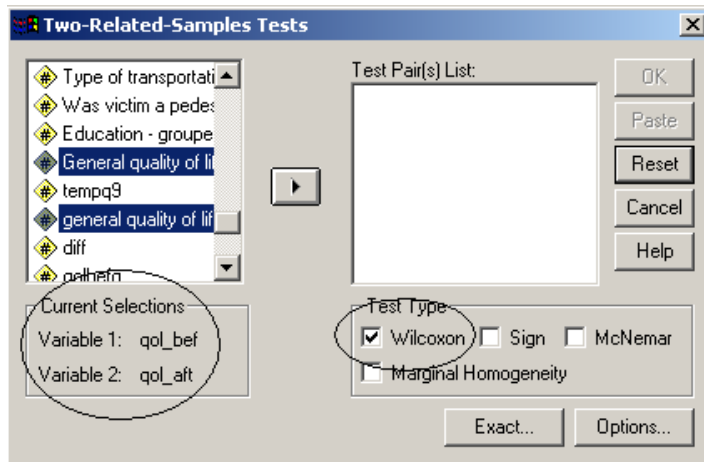 Two-Related-Samples Tests
Type of transportati
Was victim a pedes
Education - groupe
General quality of li
tempq9
general quality of lif
diff
Current Selections
Variable 1: qol_bef
Variable 2: qol_aft
Test Pair(s) List:
OK
Paste
Reset
Cancel
Help
Test Type
Wilcoxon Sign McNemar
Marginal Homogeneity
Exact... Options...